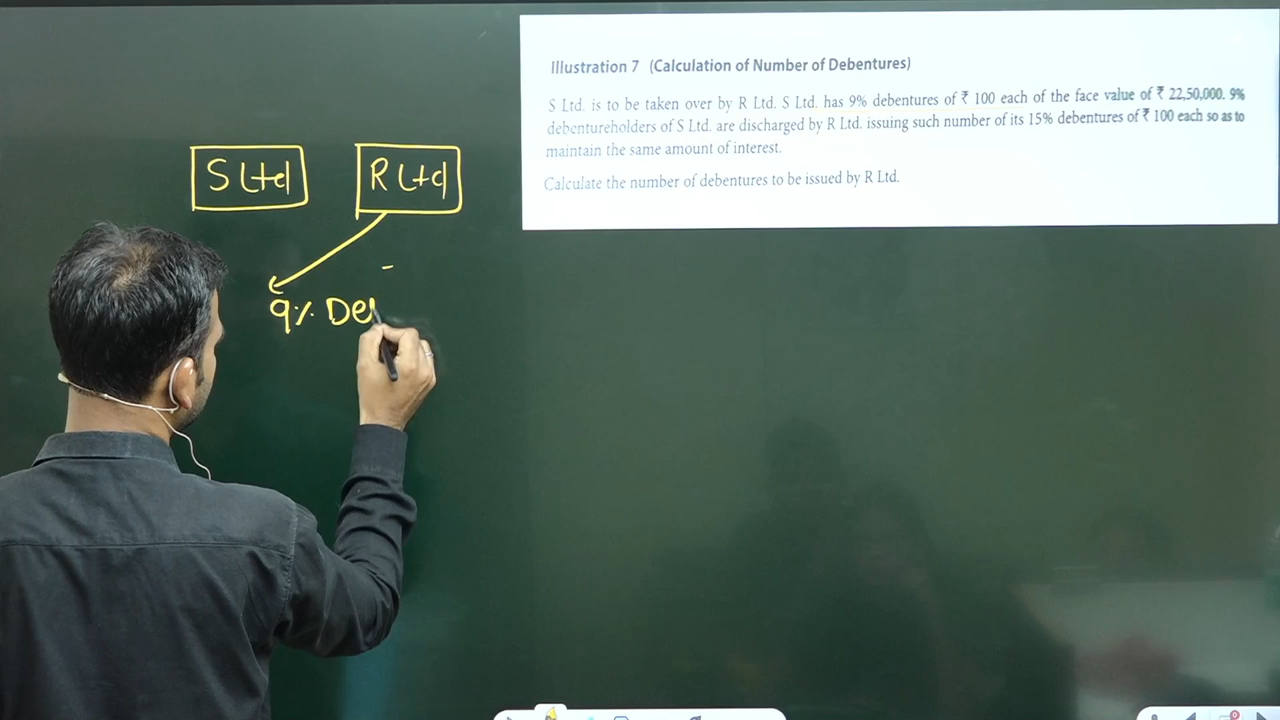 Illustration 7 (Calculation of Number of Debentures)
S Ltd. is to be taken over by R Ltd. S Ltd. has 9% debentures of ₹ 100 each of the face value of ₹ 22,50,000. 9%
debentureholders of S Ltd. are discharged by R Ltd. issuing such number of its 15% debentures of ₹ 100 each so as to
maintain the same amount of interest.
Calculate the number of debentures to be issued by R Ltd.
S Ltd
R Ltd
9% De